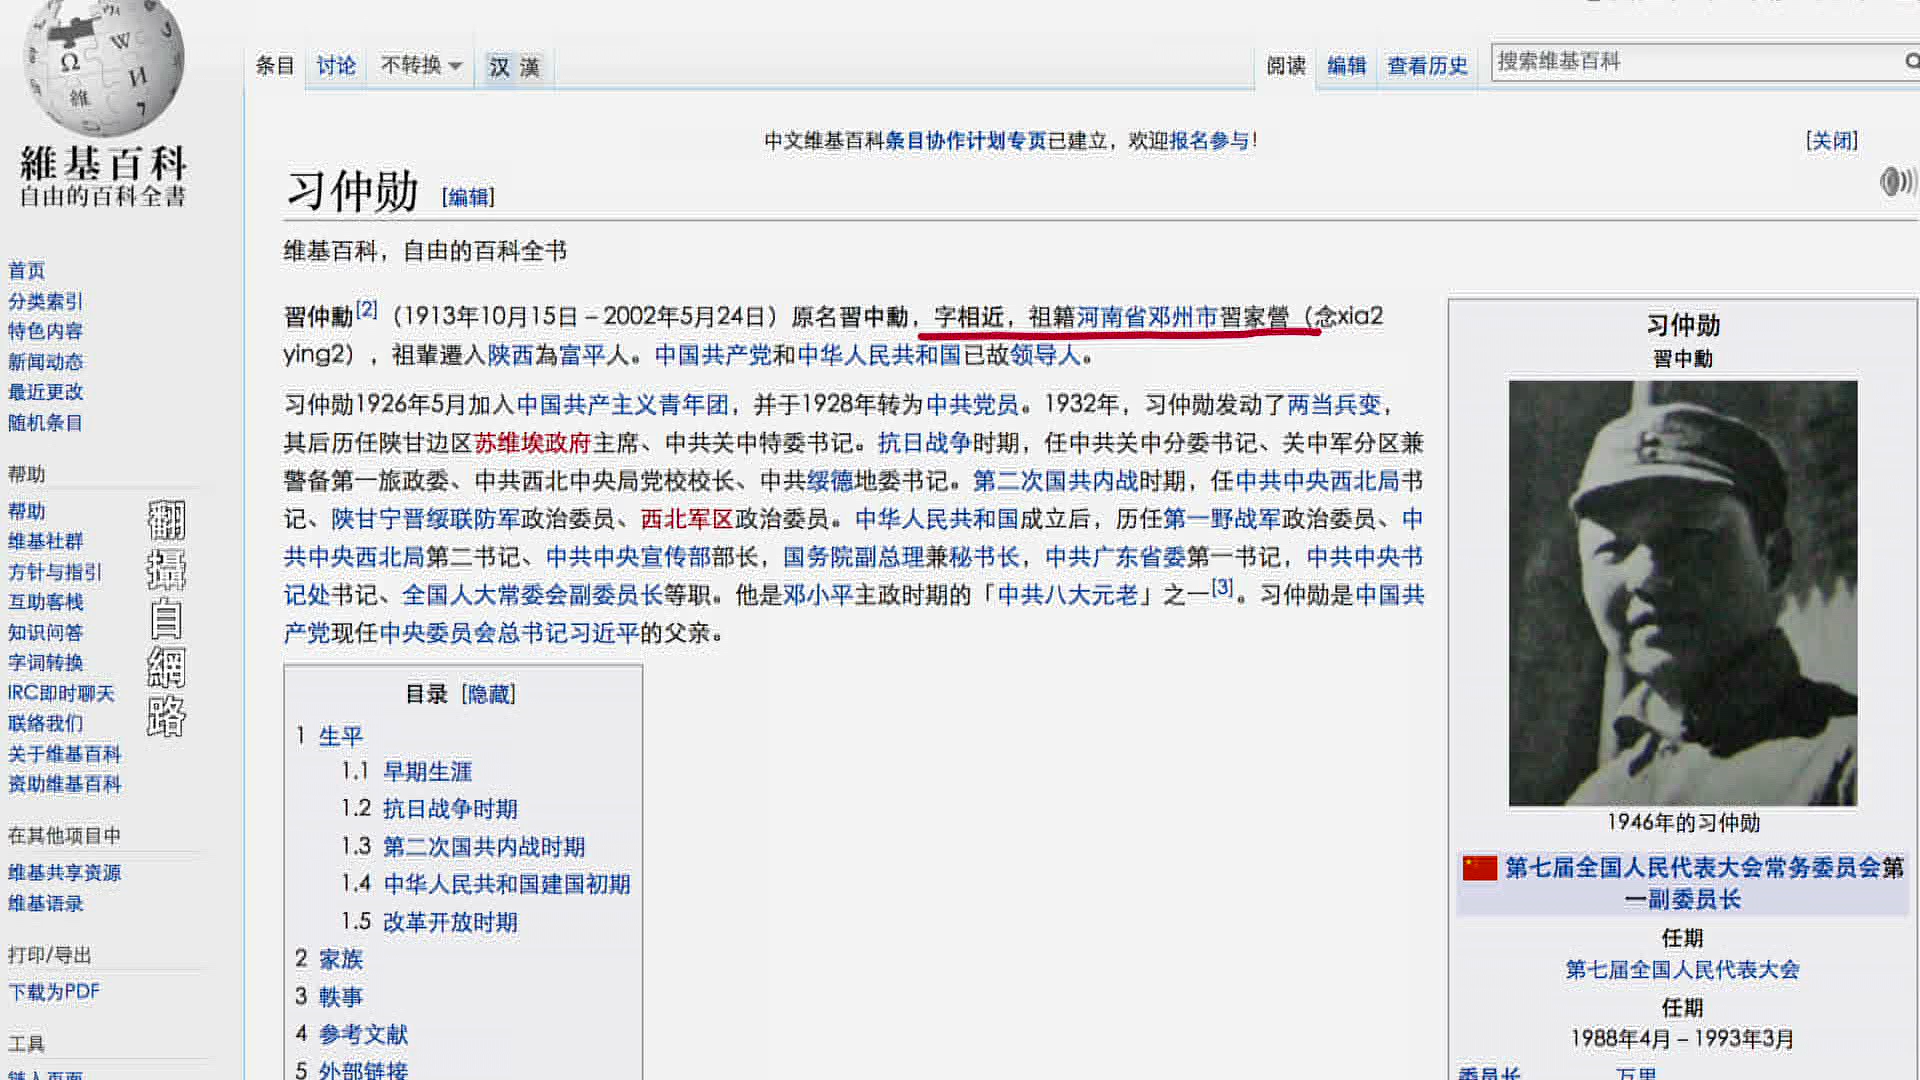 維基百科
自由的百科全書
条目 讨论 不转换 汉 漢 阅读 编辑 查看历史 搜索维基百科
中文维基百科条目协作计划专页已建立，欢迎报名参与！ [关闭]
习仲勋 [编辑]
维基百科，自由的百科全书
習仲勳[2]（1913年10月15日－2002年5月24日）原名習中勳，字相近，祖籍河南省邓州市習家營（念xia2
ying2），祖輩遷入陕西為富平人。中国共产党和中华人民共和国已故领导人。
习仲勋1926年5月加入中国共产主义青年团，并于1928年转为中共党员。1932年，习仲勋发动了两当兵变，
其后历任陕甘边区苏维埃政府主席、中共关中特委书记。抗日战争时期，任中共关中分委书记、关中军分区兼
警备第一旅政委、中共西北中央局党校校长、中共绥德地委书记。第二次国共内战时期，任中共中央西北局书
记、陕甘宁晋绥联防军政治委员、西北军区政治委员。中华人民共和国成立后，历任第一野战军政治委员、中
共中央西北局第二书记、中共中央宣传部部长，国务院副总理兼秘书长，中共广东省委第一书记，中共中央书
记处书记、全国人大常委会副委员长等职。他是邓小平主政时期的「中共八大元老」之一[3]。习仲勋是中国共
产党现任中央委员会总书记习近平的父亲。
目录 [隐藏]
1 生平
1.1 早期生涯
1.2 抗日战争时期
1.3 第二次国共内战时期
1.4 中华人民共和国建国初期
1.5 改革开放时期
2 家族
3 轶事
4 参考文献
5 外部链接
习仲勋
習中勳
1946年的习仲勋
第七届全国人民代表大会常务委员会第
一副委员长
任期
第七届全国人民代表大会
任期
1988年4月－1993年3月
委员长 万里
首页
分类索引
特色内容
新闻动态
最近更改
随机条目
帮助
帮助
维基社群
方针与指引
互助客栈
知识问答
字词转换
IRC即时聊天
联络我们
关于维基百科
资助维基百科
在其他项目中
维基共享资源
维基语录
打印/导出
下载为PDF
工具
链入页面
翻攝自網路